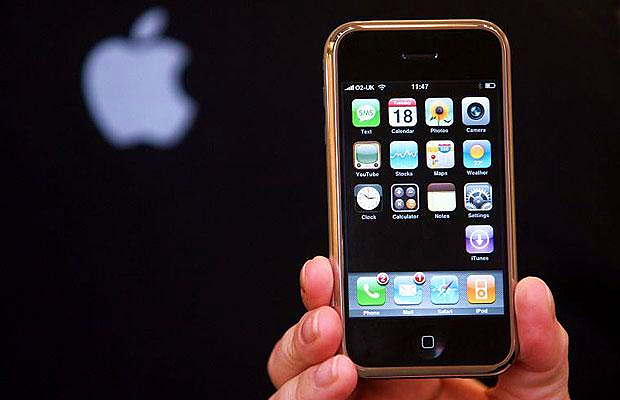 O2-UK 11:47
SMS Tuesday 18
Text Calendar Photos Camera
YouTube Stocks Maps Weather
Clock Calculator Notes Settings
iTunes
2 1
Phone Mail Safari iPod